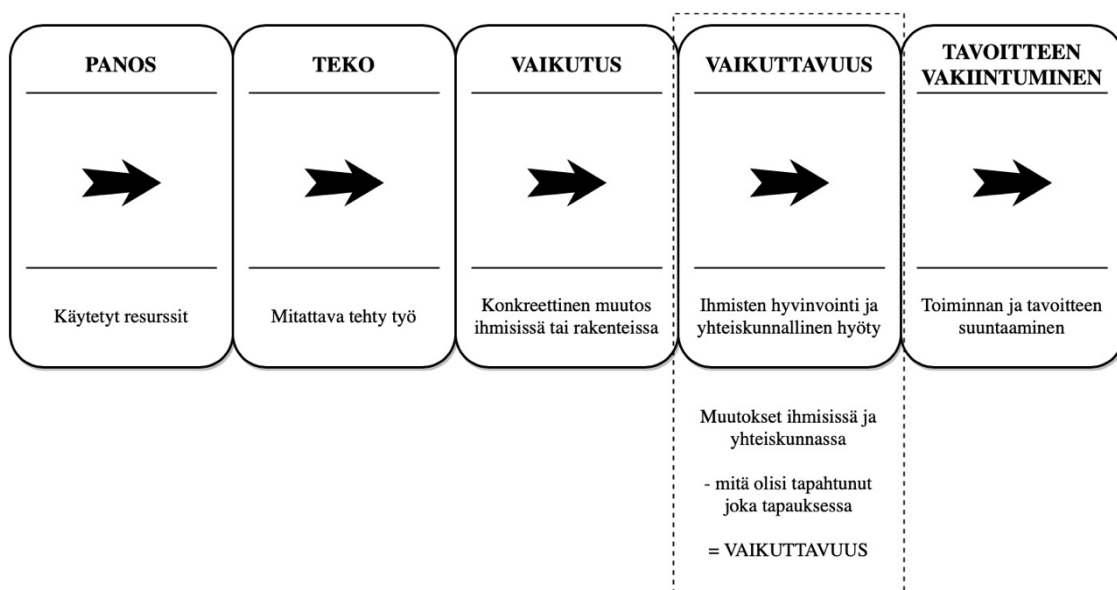 PANOS
Käytetyt resurssit
TEKO
Mitattava tehty työ
VAIKUTUS
Konkreettinen muutos
ihmisissä tai rakenteissa
VAIKUTTAVUUS
Ihmisten hyvinvointi ja
yhteiskunnallinen hyöty
Muutokset ihmisissä ja
yhteiskunnassa
- mitä olisi tapahtunut
joka tapauksessa
= VAIKUTTAVUUS
TAVOITTEEN
VAKIINTUMINEN
Toiminnan ja tavoitteen
suuntaaminen